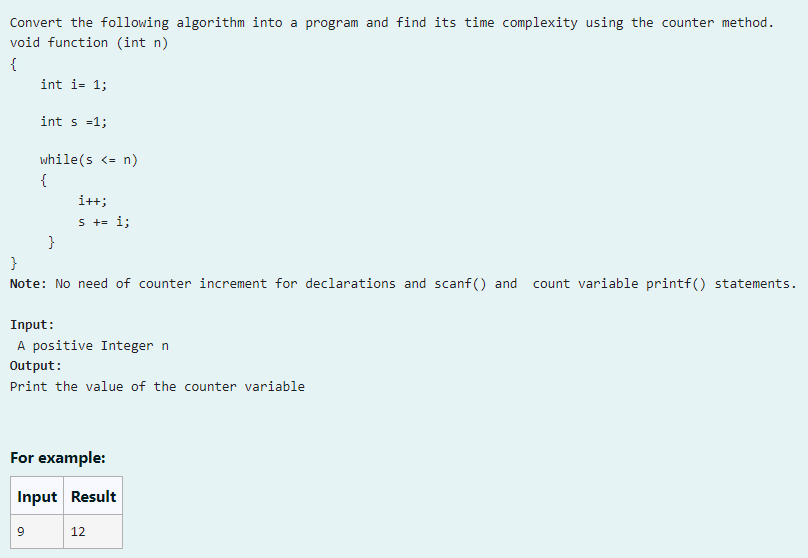 Convert the following algorithm into a program and find its time complexity using the counter method.
void function (int n)
{
    int i= 1;
    int s =1;
    while(s <= n)
    {
        i++;
        s += i;
    }
}
Note: No need of counter increment for declarations and scanf() and  count variable printf() statements.
Input:
 A positive Integer n
Output:
Print the value of the counter variable
For example:
Input Result
9 12